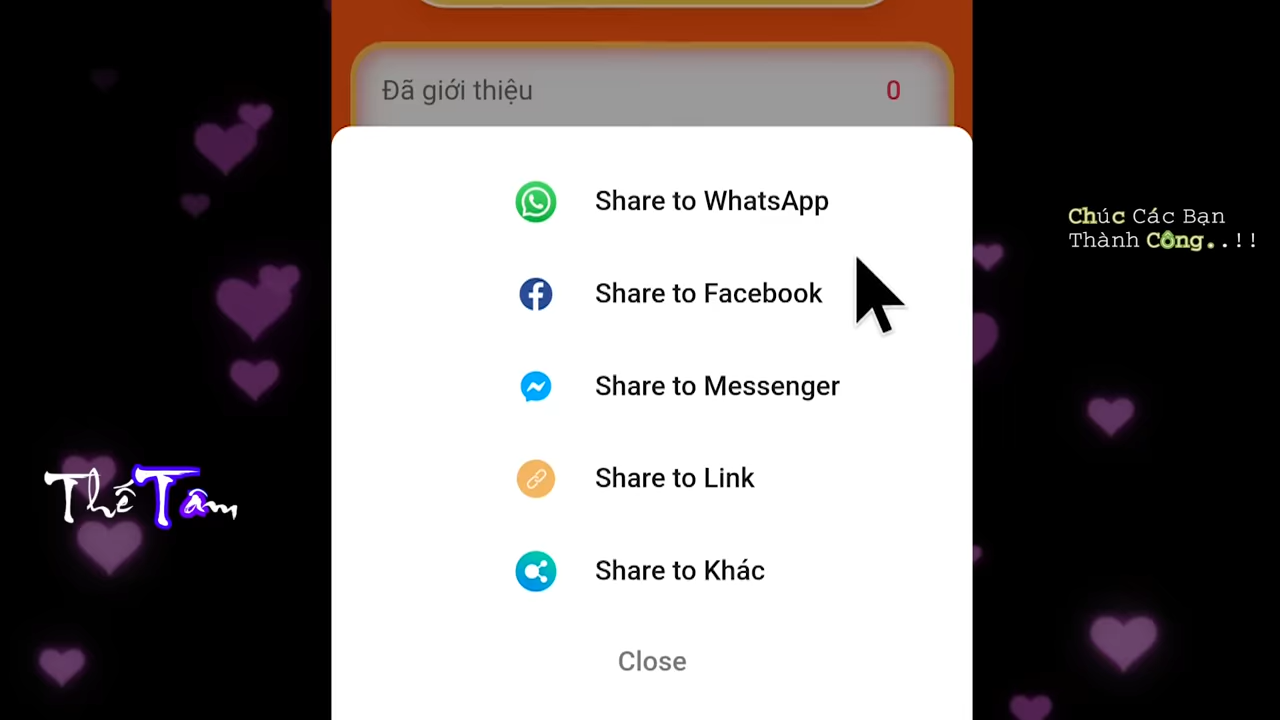 Đã giới thiệu 0
Share to WhatsApp
Chúc Các Bạn
Thành Công..!!
Share to Facebook
Share to Messenger
Share to Link
Thế Tâm
Share to Khác
Close